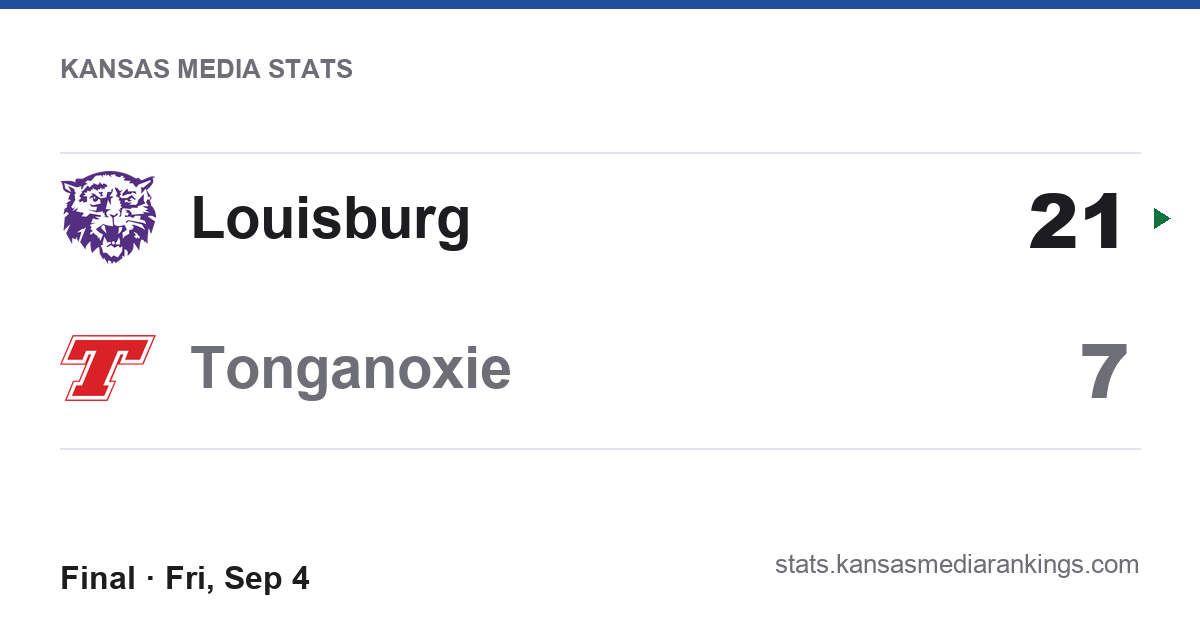 KANSAS MEDIA STATS
Louisburg 21
T Tonganoxie 7
Final · Fri, Sep 4
stats.kansasmediarankings.com